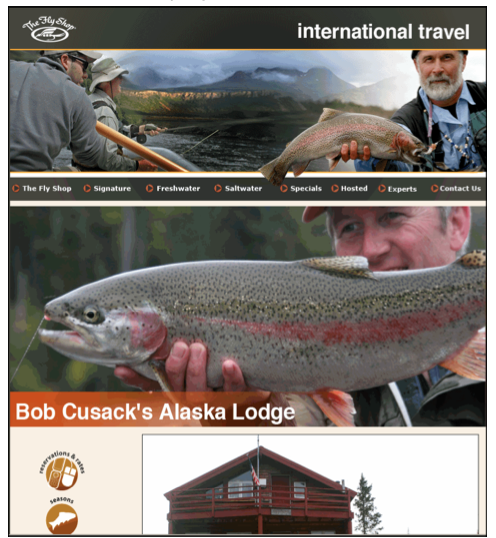 The Fly Shop
international travel
The Fly Shop
Signature
Freshwater
Saltwater
Specials
Hosted
Experts
Contact Us
Bob Cusack's Alaska Lodge
reservations & rates
seasons